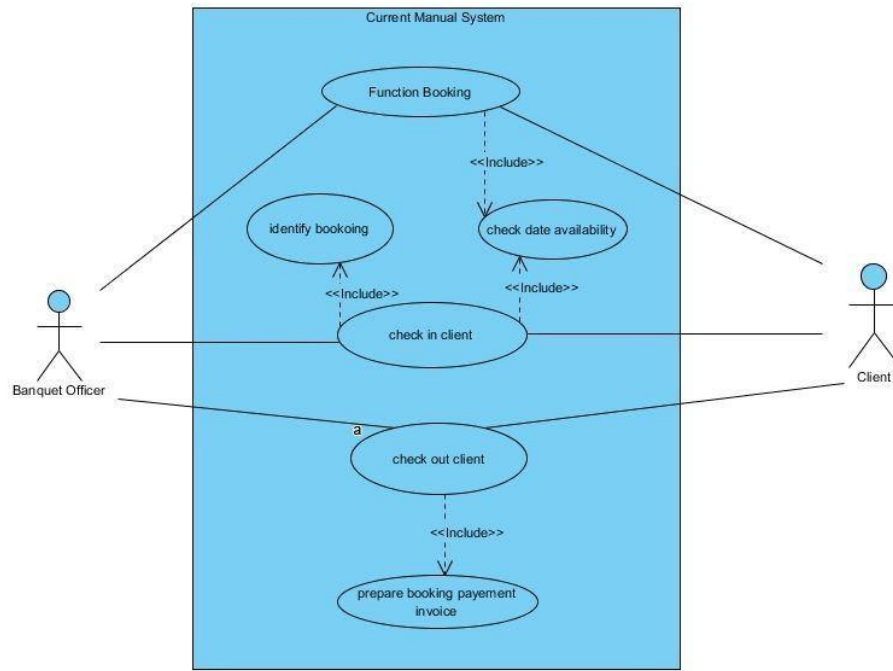 Current Manual System
Function Booking
<<Include>>
identify bookoing
check date availability
<<Include>>
<<Include>>
check in client
Banquet Officer
Client
a
check out client
<<Include>>
prepare booking payement
invoice